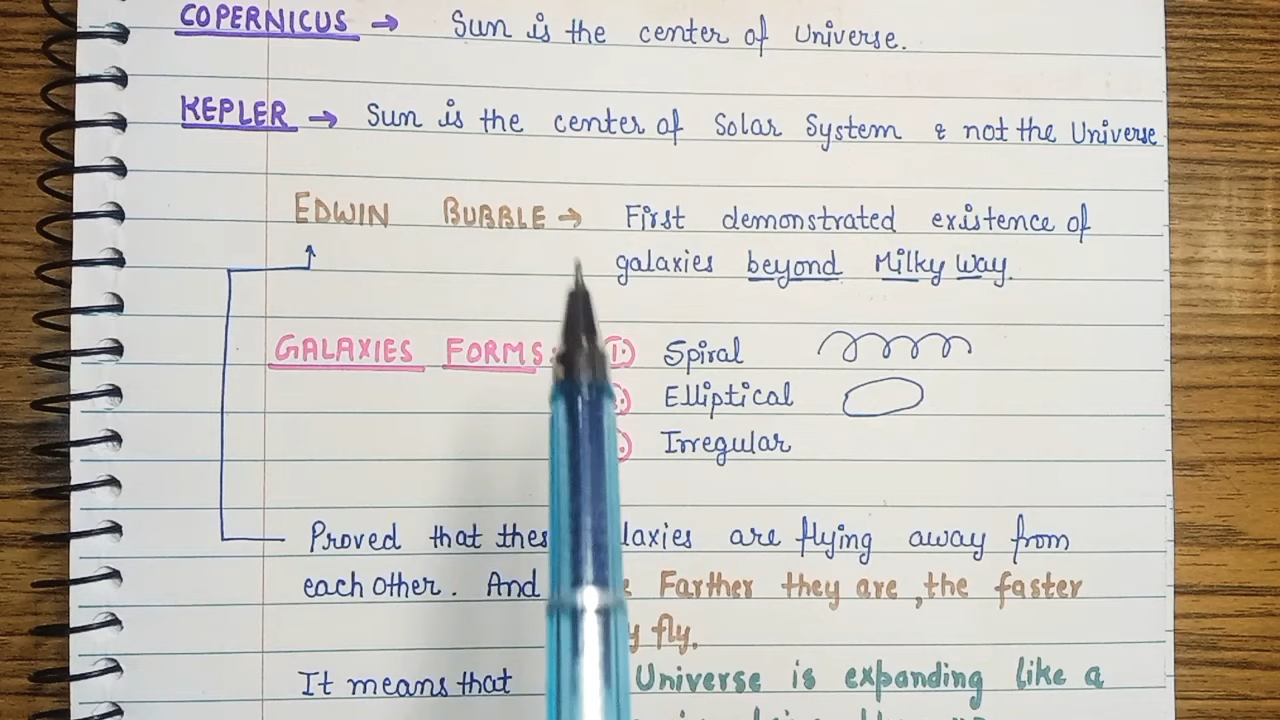 COPERNICUS → Sun is the center of Universe.
KEPLER → Sun is the center of Solar System & not the Universe
EDWIN BUBBLE → First demonstrated existence of
galaxies beyond Milky Way.
GALAXIES FORMS: 1. Spiral
Elliptical
Irregular
Proved that are flying away from
each other. And Farther they are, the faster
fly.
It means that Universe is expanding like a